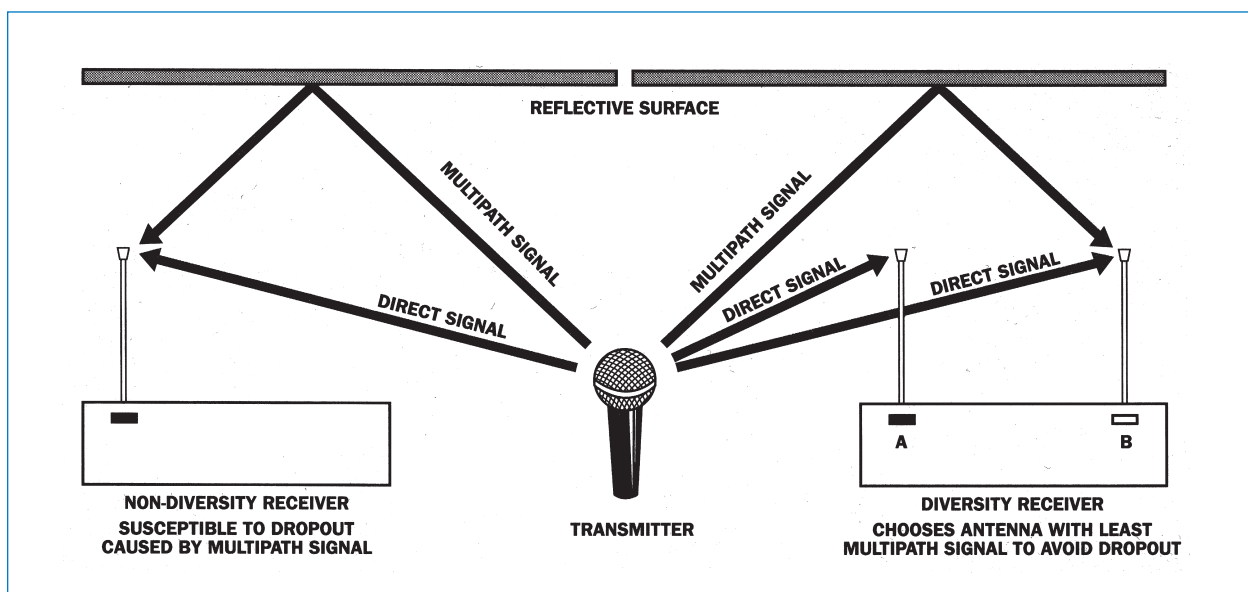 REFLECTIVE SURFACE
MULTIPATH SIGNAL
DIRECT SIGNAL
MULTIPATH SIGNAL
DIRECT SIGNAL
DIRECT SIGNAL
A
B
NON-DIVERSITY RECEIVER
SUSCEPTIBLE TO DROPOUT
CAUSED BY MULTIPATH SIGNAL
TRANSMITTER
DIVERSITY RECEIVER
CHOOSES ANTENNA WITH LEAST
MULTIPATH SIGNAL TO AVOID DROPOUT